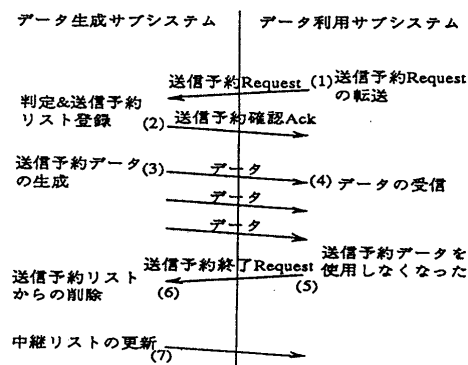 データ生成サブシステム
データ利用サブシステム
送信予約Request
(1)
送信予約Request
の転送
判定&送信予約
リスト登録
(2)
送信予約確認Ack
送信予約データ
の生成
(3)
データ
(4)
データの受信
データ
データ
送信予約データを
使用しなくなった
送信予約終了Request
(5)
送信予約リスト
からの削除
(6)
中継リストの更新
(7)